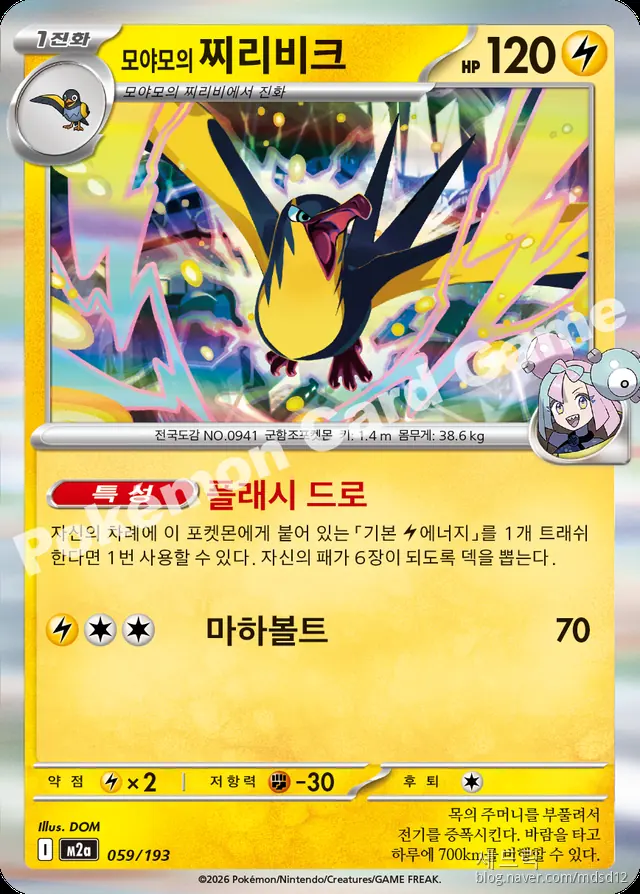 1진화
모야모의 찌리비크
HP 120
모야모의 찌리비에서 진화
Pokémon Card Game
전국도감 NO.0941 군함조포켓몬 키: 1.4 m 몸무게: 38.6 kg
특성 플래시 드로
자신의 차례에 이 포켓몬에게 붙어 있는 「기본 에너지」를 1개 트래쉬
한다면 1번 사용할 수 있다. 자신의 패가 6장이 되도록 덱을 뽑는다.
마하볼트 70
약점 ×2 저항력 -30 후퇴
목의 주머니를 부풀려서
전기를 증폭시킨다. 바람을 타고
하루에 700km를 비행할 수 있다.
Illus. DOM
I m2a 059/193
blog.naver.com/mdsd12
©2026 Pokémon/Nintendo/Creatures/GAME FREAK.